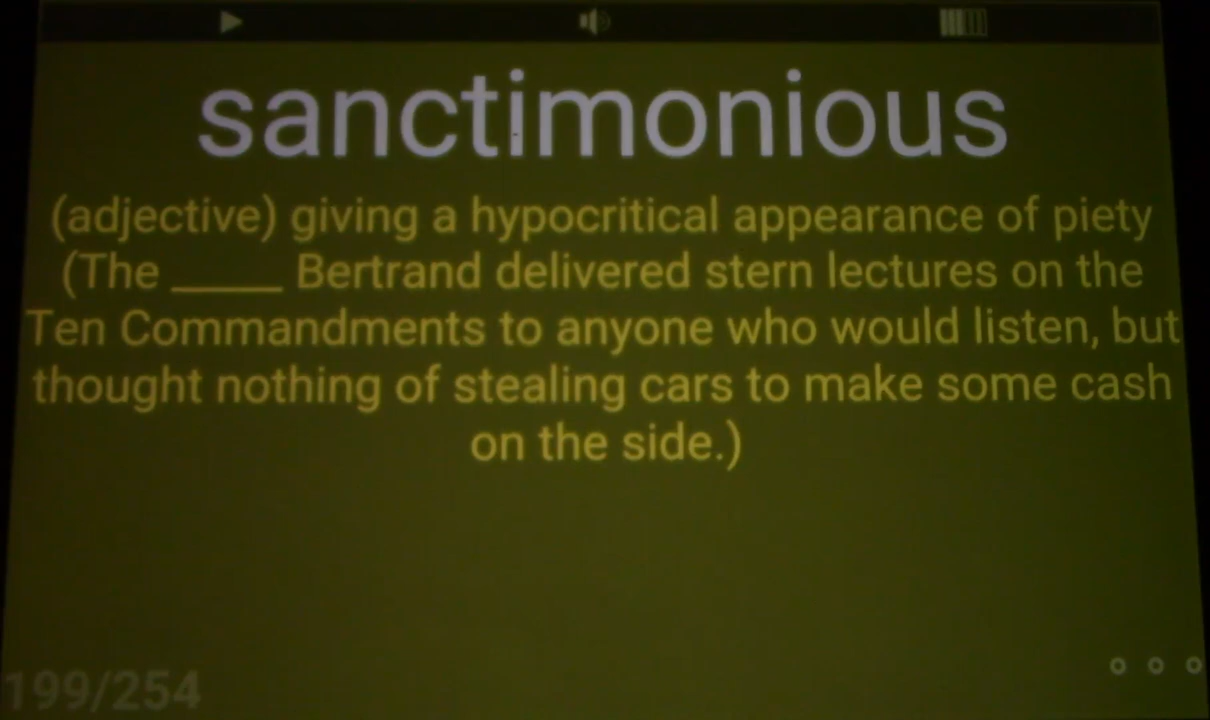 sanctimonious
(adjective) giving a hypocritical appearance of piety
(The _____ Bertrand delivered stern lectures on the
Ten Commandments to anyone who would listen, but
thought nothing of stealing cars to make some cash
on the side.)
199/254